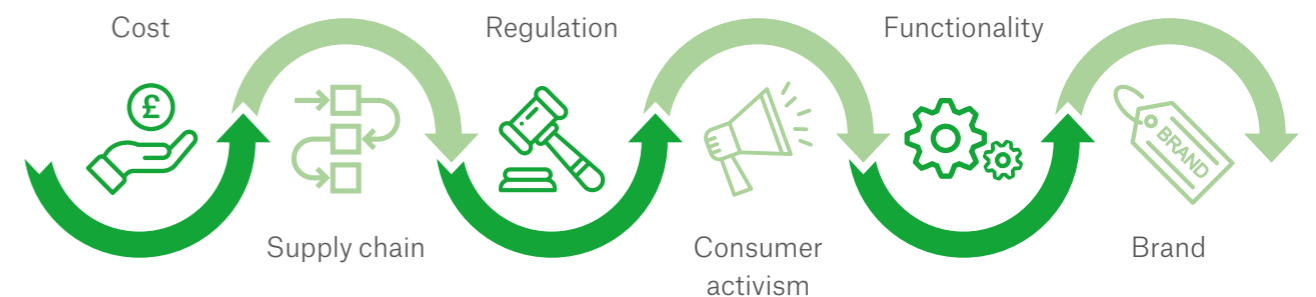 Cost
Regulation
Functionality
£
BRAND
Supply chain
Consumer
activism
Brand